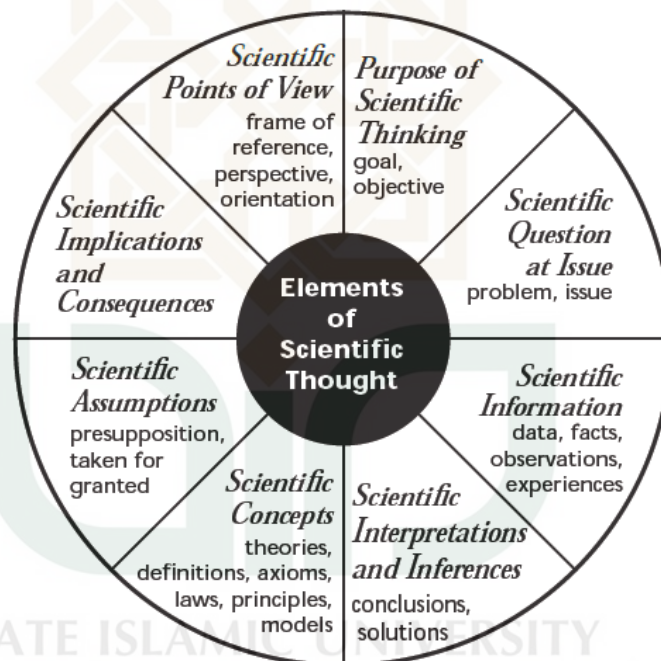 Scientific
Points of View
frame of
reference,
perspective,
orientation
Purpose of
Scientific
Thinking
goal,
objective
Scientific
Question
at Issue
problem, issue
Scientific
Information
data, facts,
observations,
experiences
Scientific
Interpretations
and Inferences
conclusions,
solutions
Scientific
Concepts
theories,
definitions, axioms,
laws, principles,
models
Scientific
Assumptions
presupposition,
taken for
granted
Scientific
Implications
and
Consequences
Elements
of
Scientific
Thought
ATE ISLAMIC UNIVERSITY